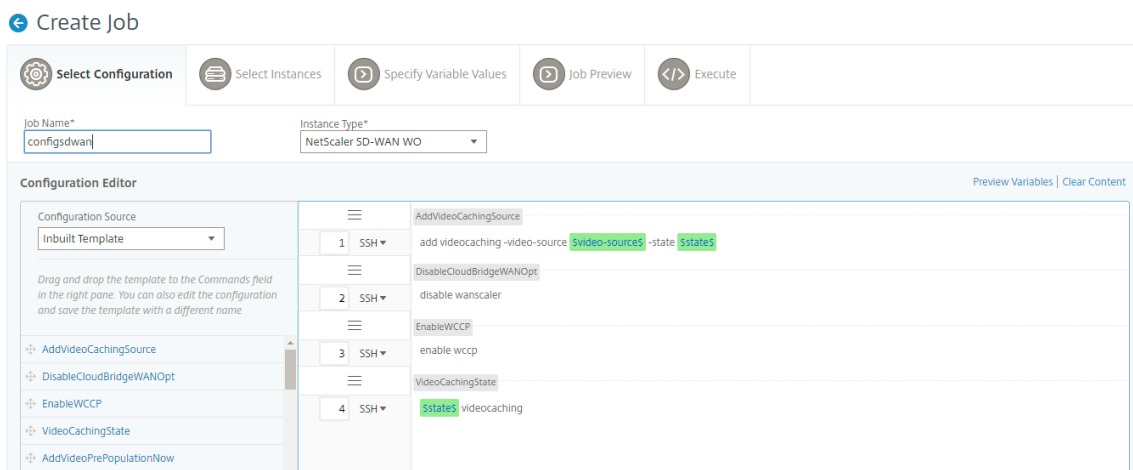 Create Job
Select Configuration
Select Instances
Specify Variable Values
Job Preview
Execute
Job Name*
configsdwan
Instance Type*
NetScaler SD-WAN WO
Configuration Editor
Preview Variables | Clear Content
Configuration Source
Inbuilt Template
Drag and drop the template to the Commands field
in the right pane. You can also edit the configuration
and save the template with a different name
AddVideoCachingSource
DisableCloudBridgeWANOpt
EnableWCCP
VideoCachingState
AddVideoPrePopulationNow
AddVideoCachingSource
1 SSH add videocaching -video-source $video-source$ -state $state$
DisableCloudBridgeWANOpt
2 SSH disable wanscaler
EnableWCCP
3 SSH enable wccp
VideoCachingState
4 SSH $state$ videocaching